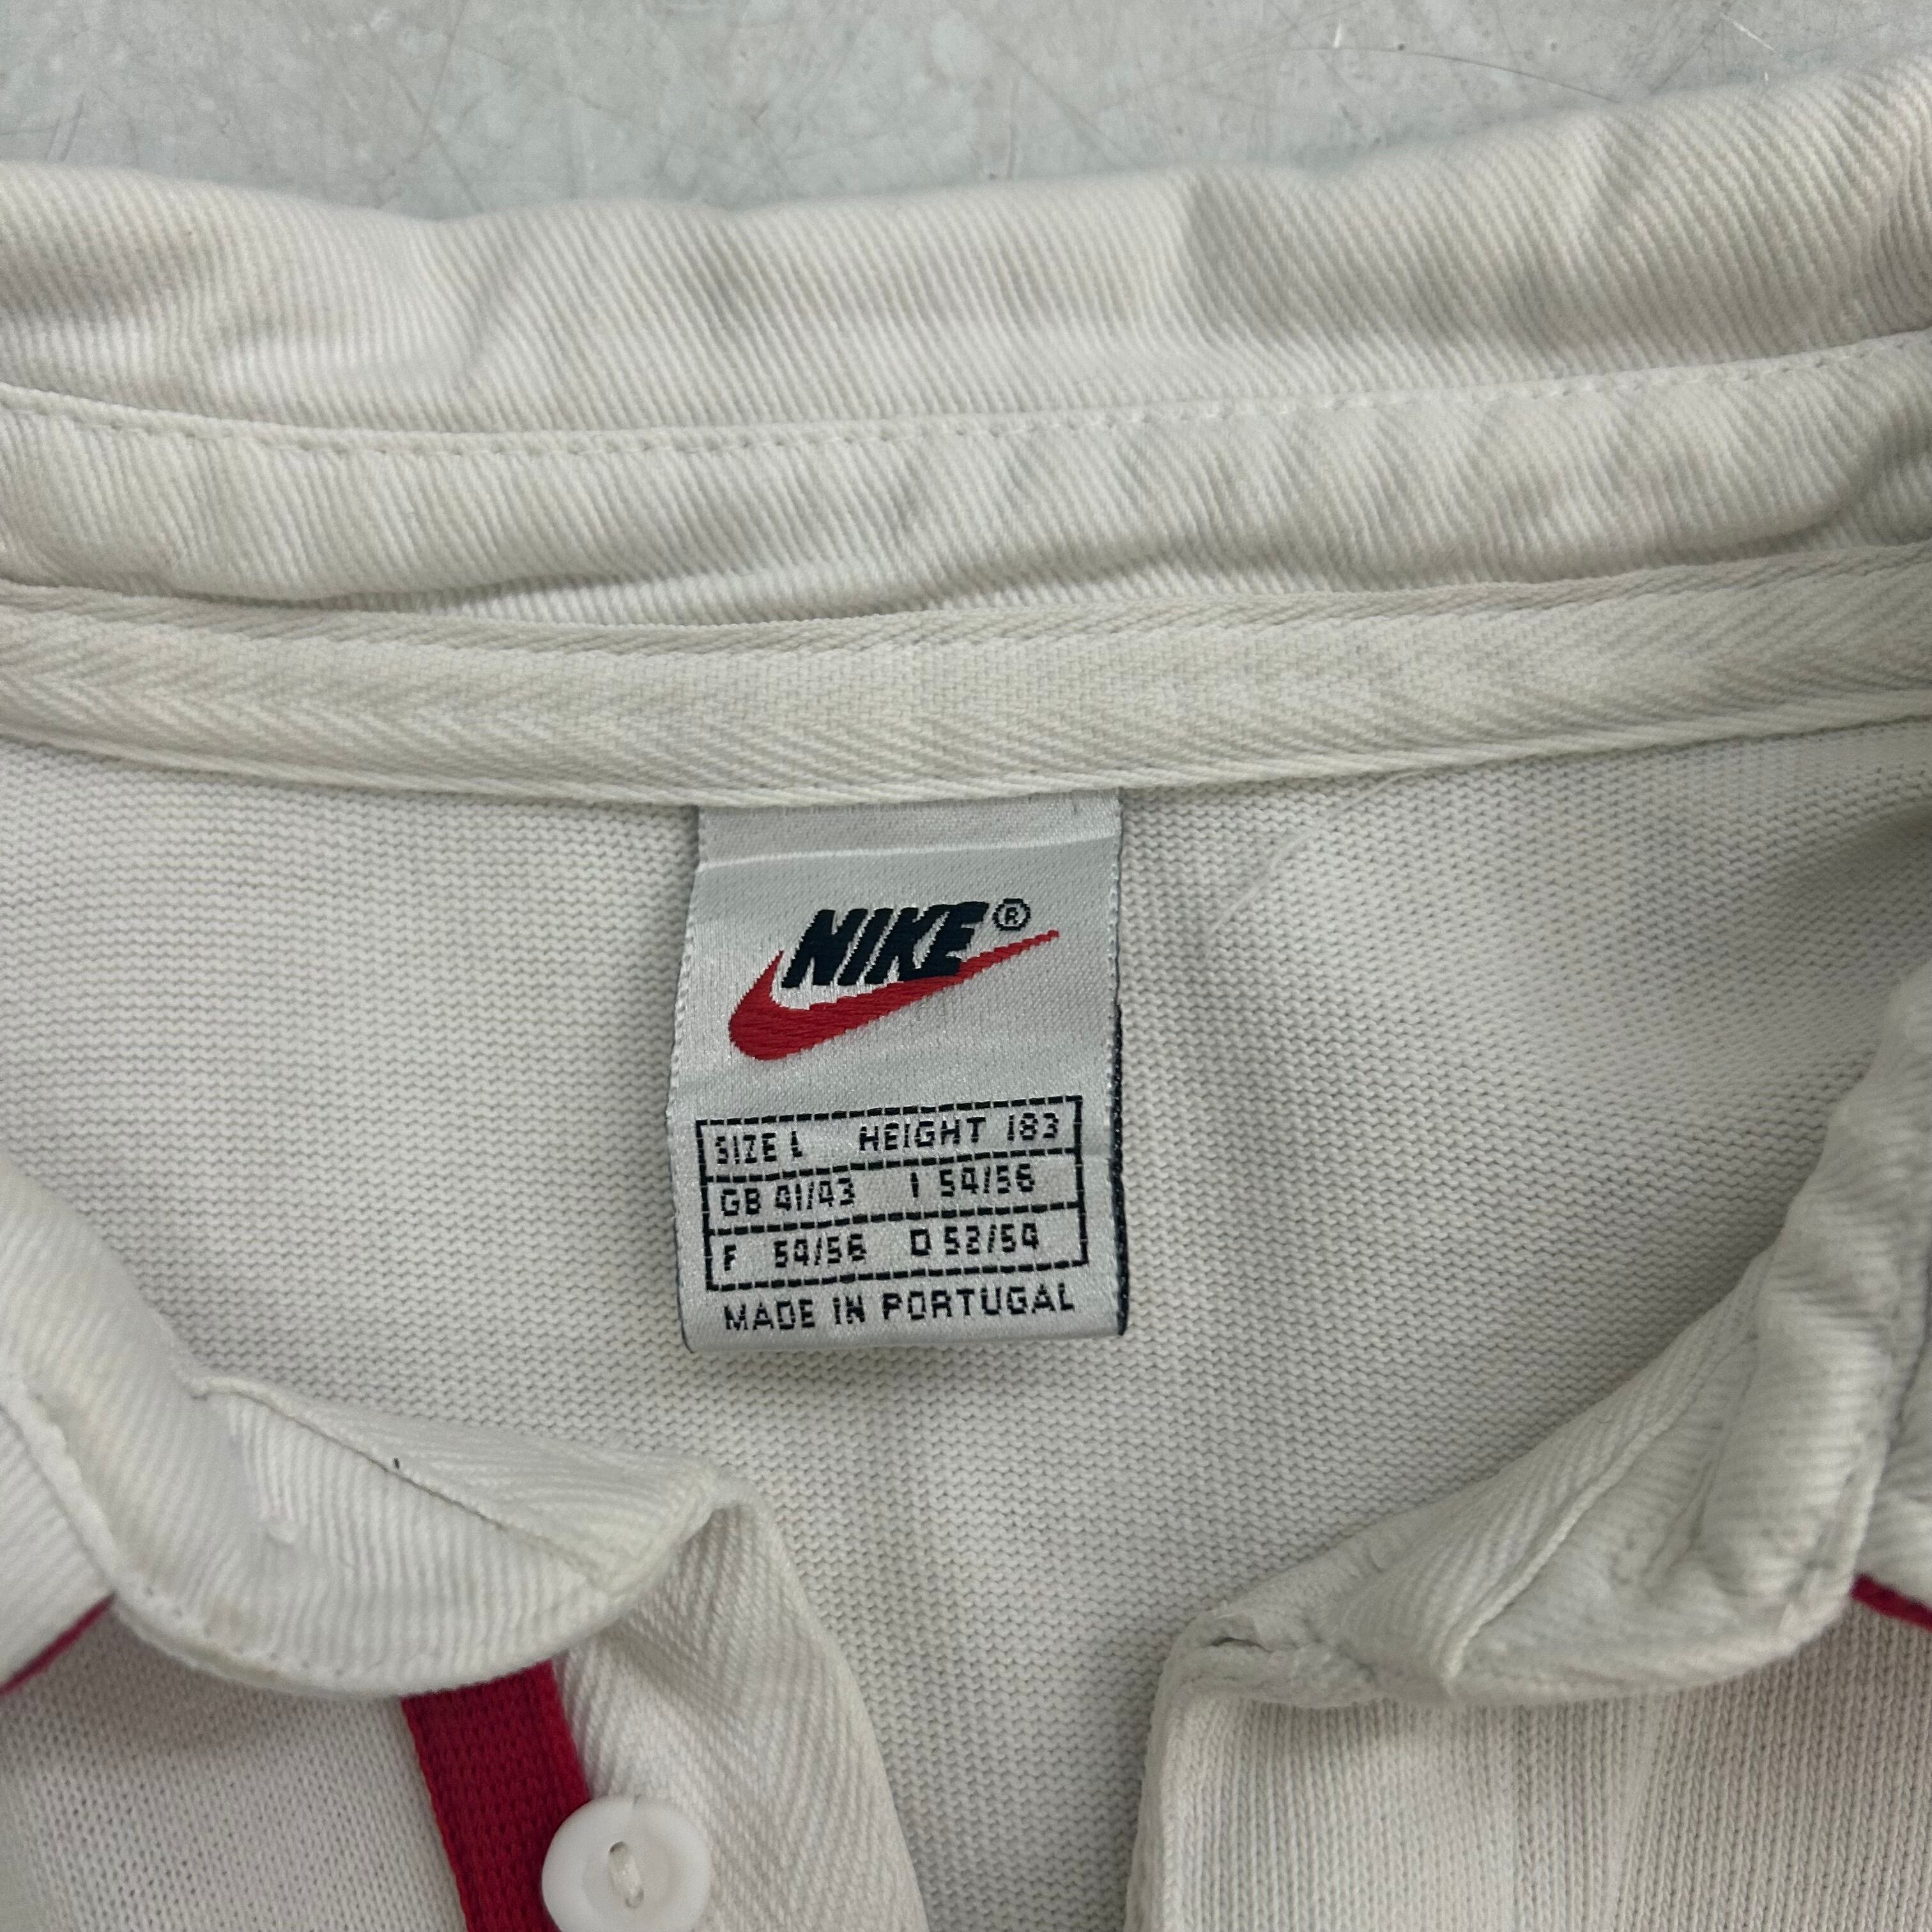 NIKE®
SIZE L HEIGHT 183
GB 41/43 I 54/56
F 54/56 D 52/54
MADE IN PORTUGAL